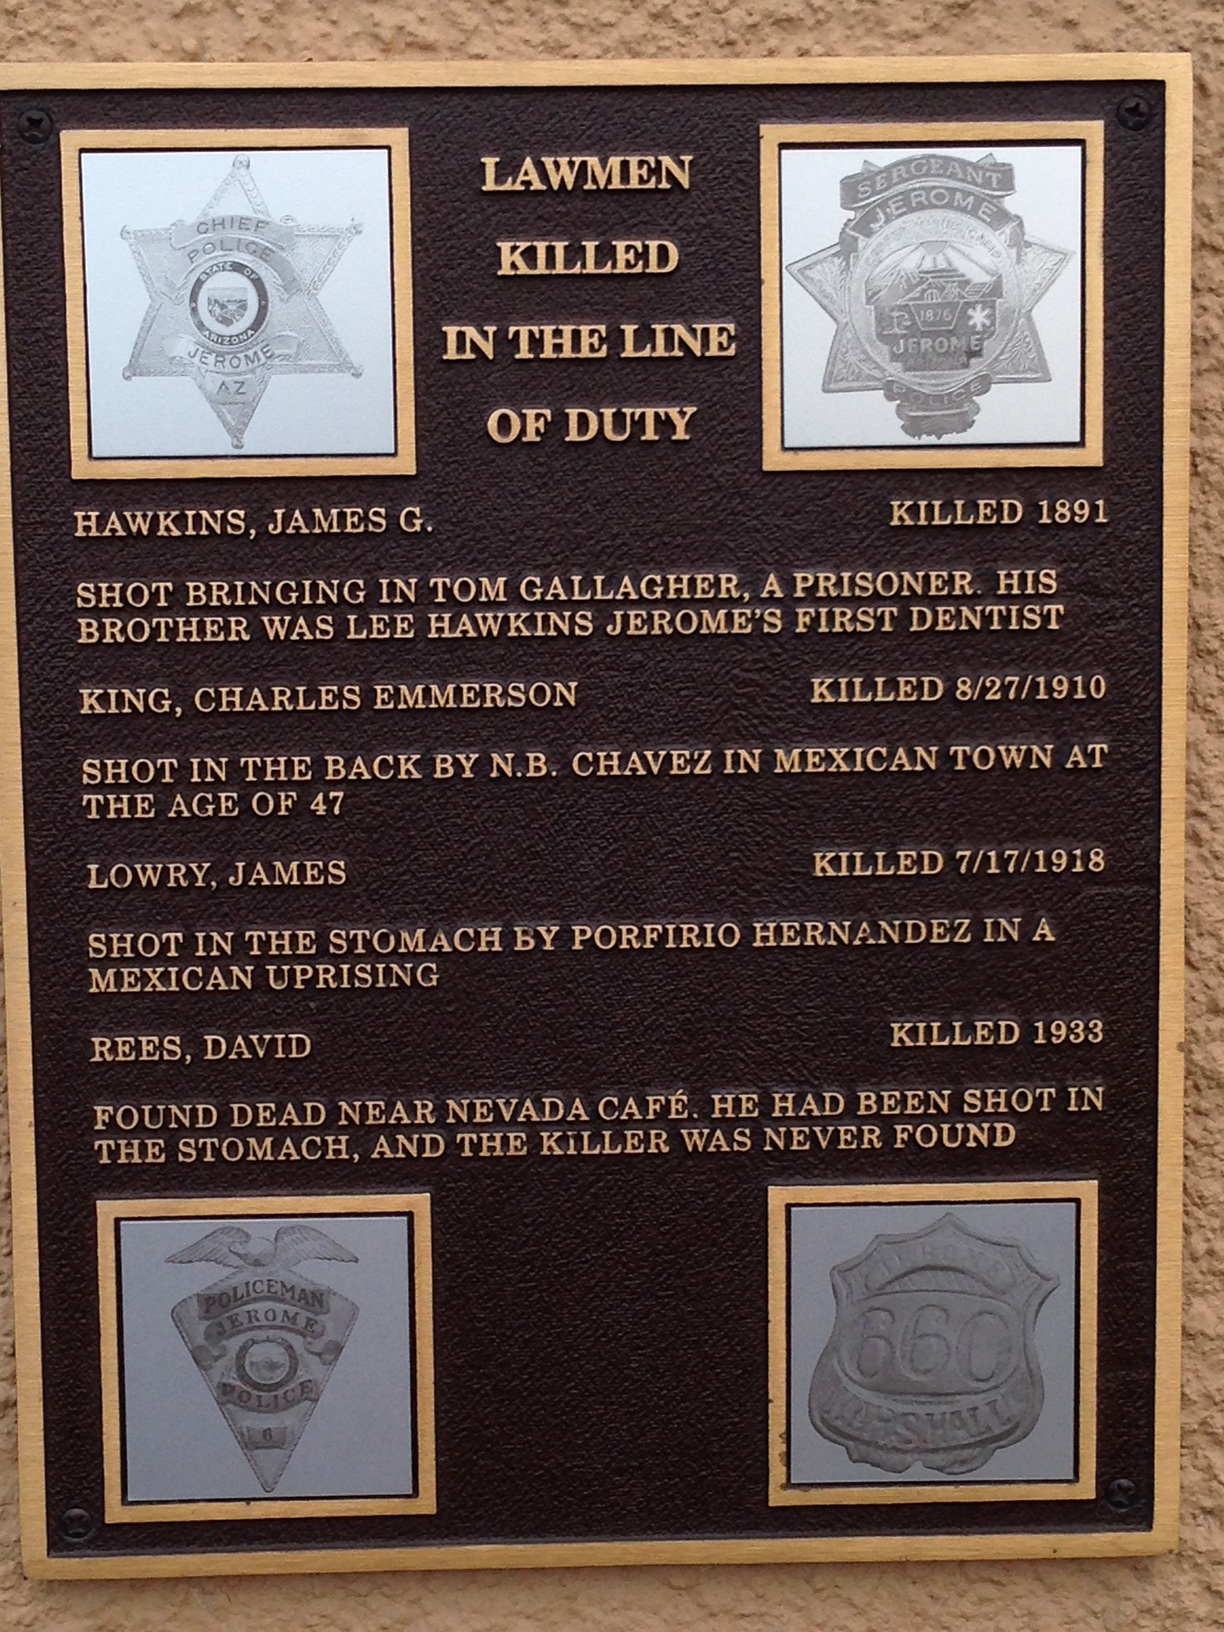 CHIEF
POLICE
STATE OF
ARIZONA
JEROME
AZ
LAWMEN
KILLED
IN THE LINE
OF DUTY
SERGEANT
JEROME
1876
JEROME
POLICE
HAWKINS, JAMES G. KILLED 1891
SHOT BRINGING IN TOM GALLAGHER, A PRISONER. HIS
BROTHER WAS LEE HAWKINS JEROME'S FIRST DENTIST
KING, CHARLES EMMERSON KILLED 8/27/1910
SHOT IN THE BACK BY N.B. CHAVEZ IN MEXICAN TOWN AT
THE AGE OF 47
LOWRY, JAMES KILLED 7/17/1918
SHOT IN THE STOMACH BY PORFIRIO HERNANDEZ IN A
MEXICAN UPRISING
REES, DAVID KILLED 1933
FOUND DEAD NEAR NEVADA CAFÉ. HE HAD BEEN SHOT IN
THE STOMACH, AND THE KILLER WAS NEVER FOUND
POLICEMAN
JEROME
POLICE
6
JEROME
660
MARSHALL